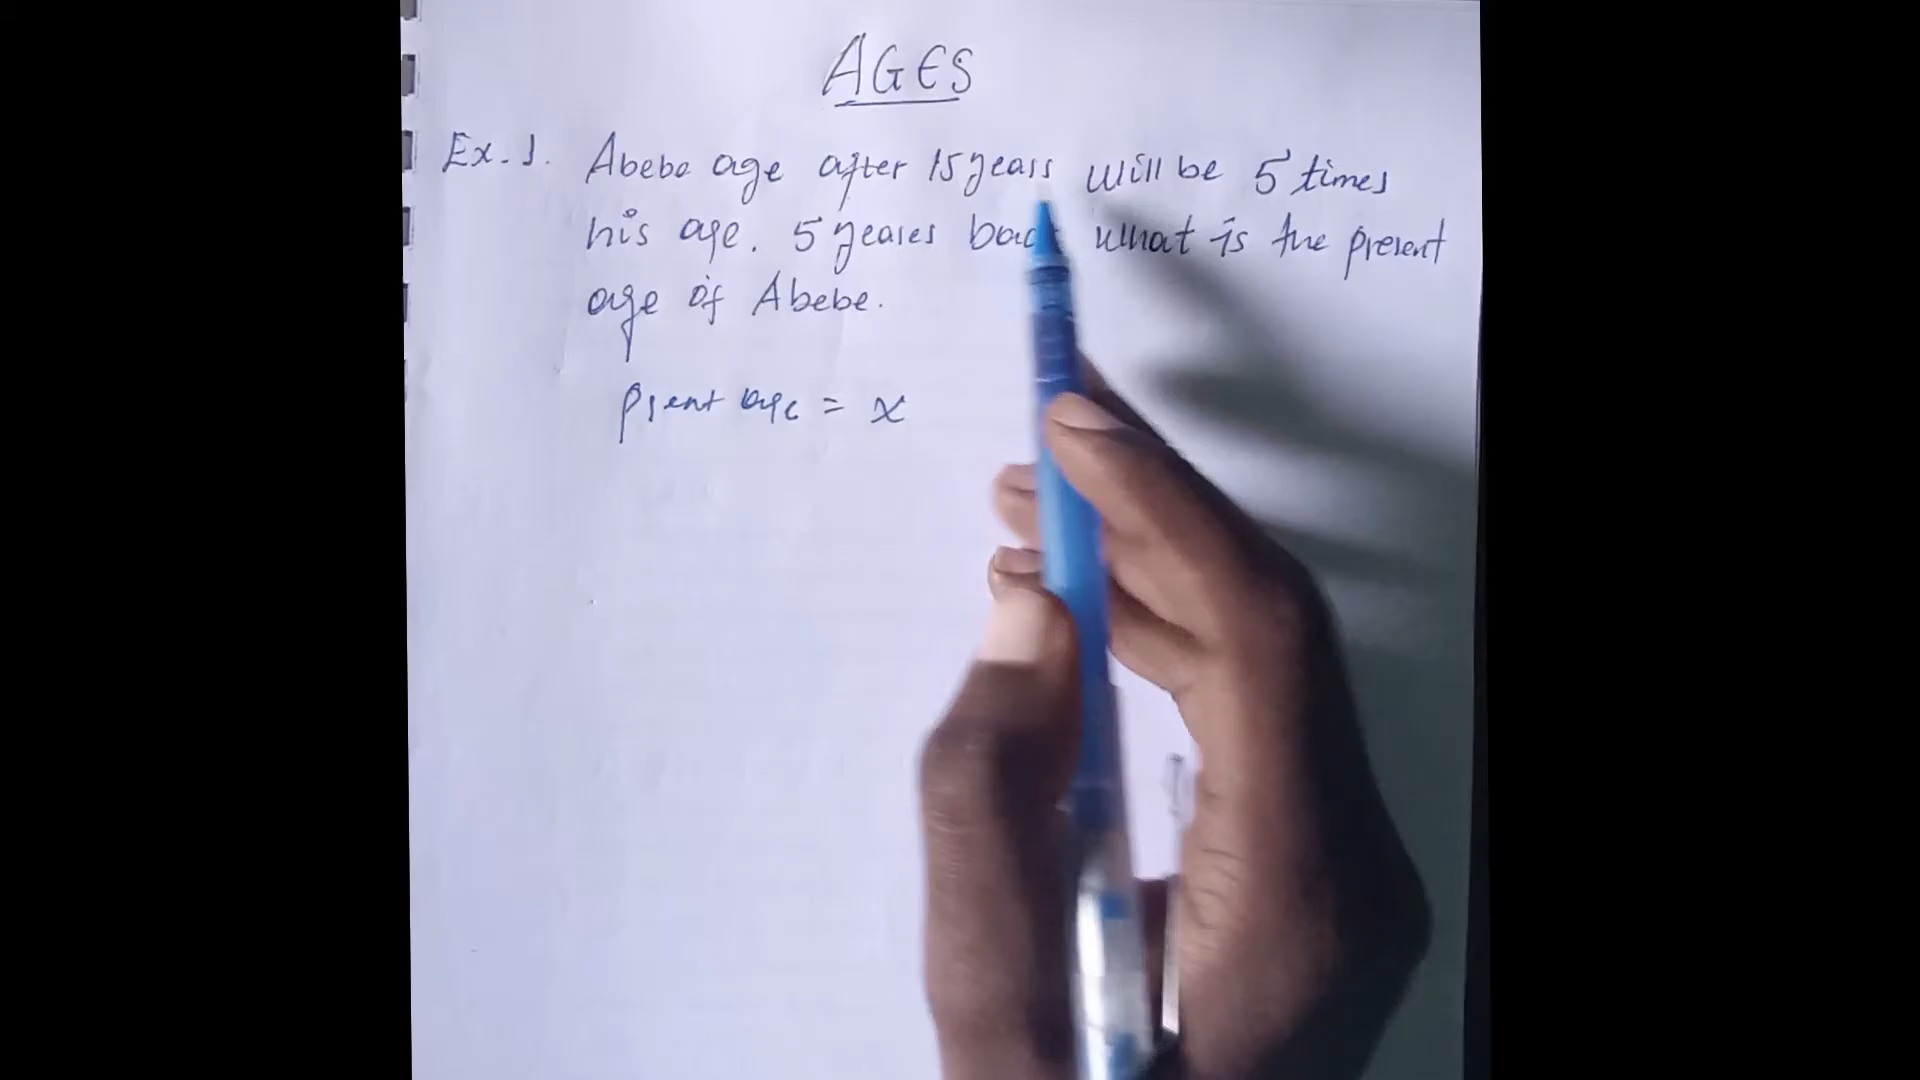 AGES
Ex. 1. Abebe age after 15 years will be 5 times
his age. 5 yeares back what is the present
age of Abebe.
prent age = x